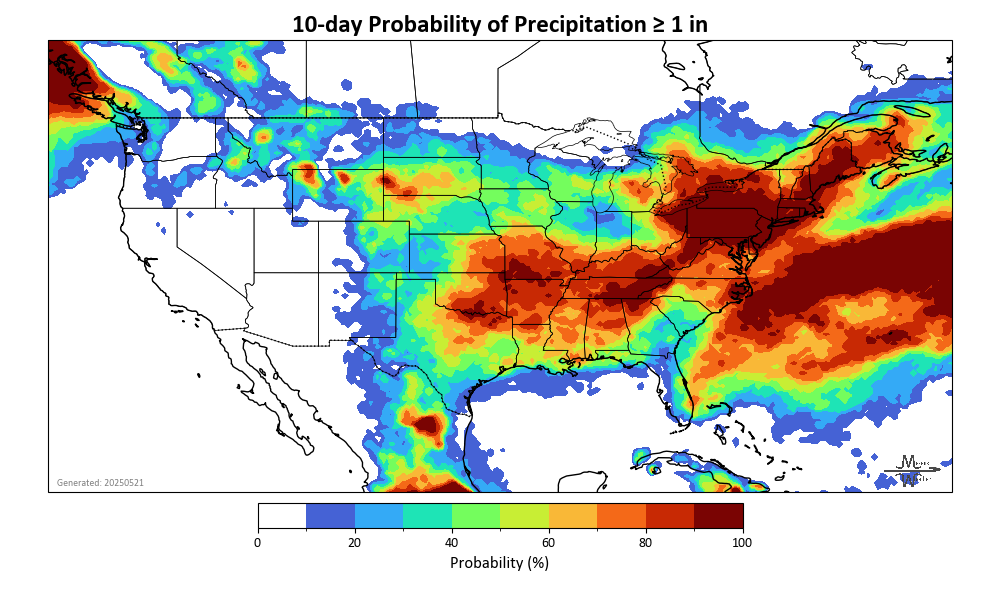 10-day Probability of Precipitation ≥ 1 in
Generated: 20250521
0 20 40 60 80 100
Probability (%)